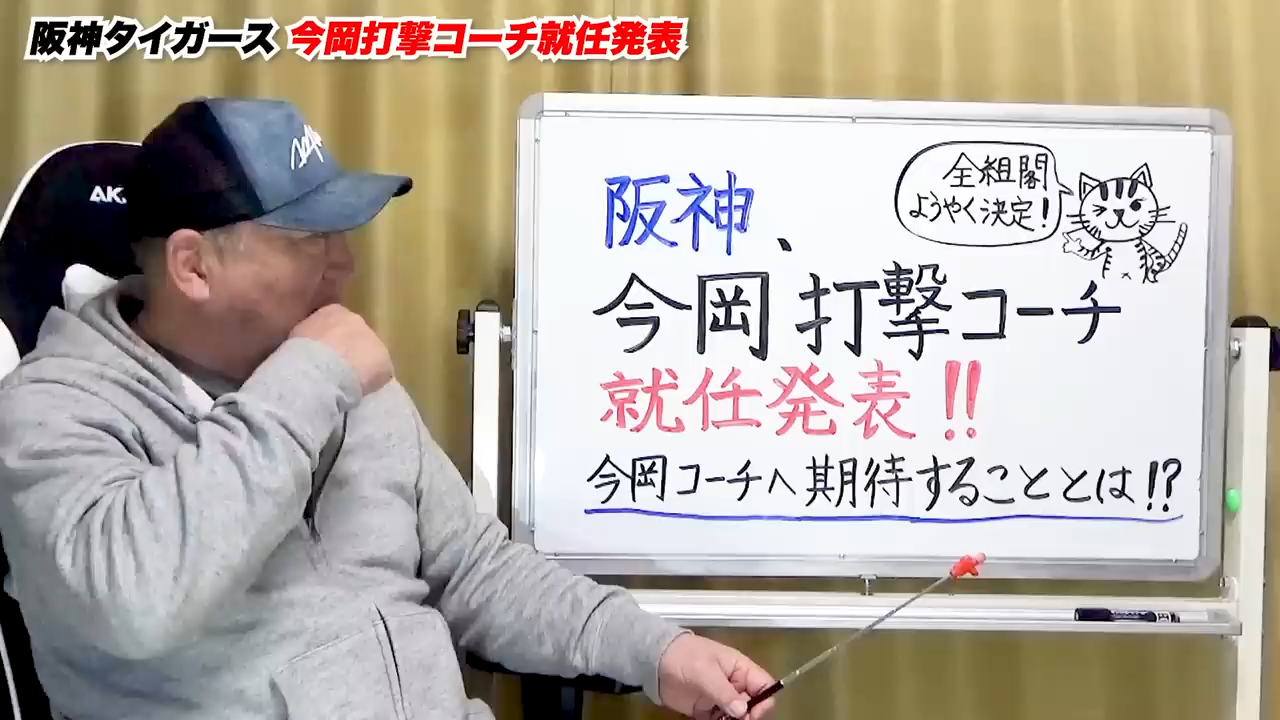 阪神タイガース 今岡打撃コーチ就任発表
全組閣
ようやく決定!
阪神、
今岡打撃コーチ
就任発表!!
今岡コーチへ期待することとは!?